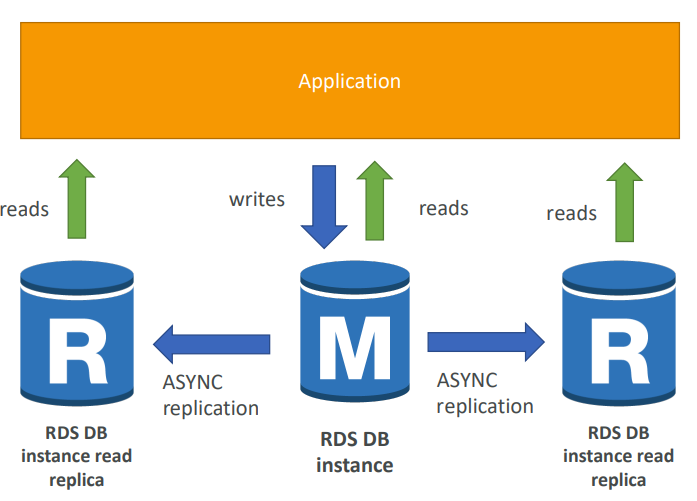 Application
reads
writes
reads
reads
R
M
R
ASYNC
replication
ASYNC
replication
RDS DB
instance read
replica
RDS DB
instance
RDS DB
instance read
replica